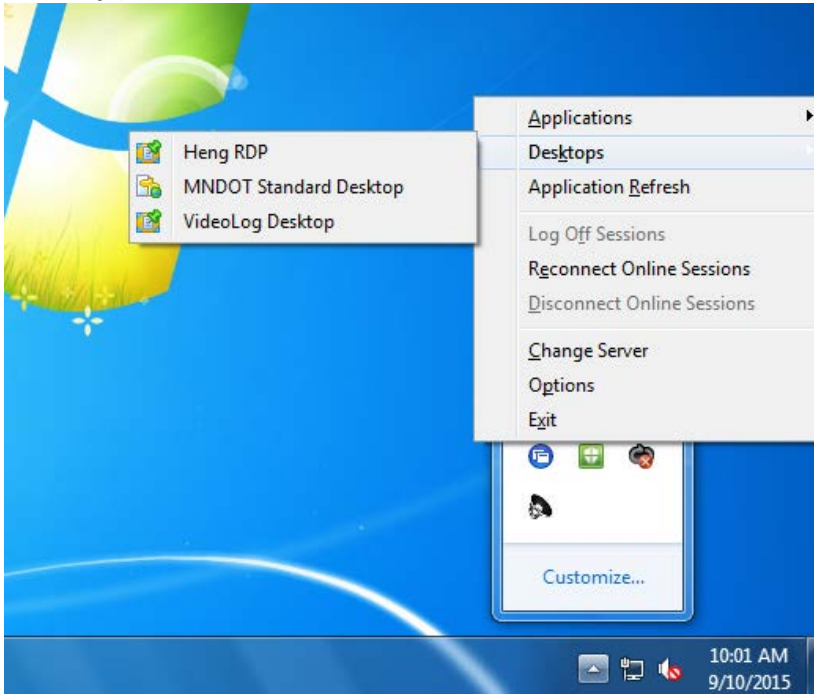 Applications
Desktops
Application Refresh
Log Off Sessions
Reconnect Online Sessions
Disconnect Online Sessions
Change Server
Options
Exit
Heng RDP
MNDOT Standard Desktop
VideoLog Desktop
Customize...
10:01 AM
9/10/2015